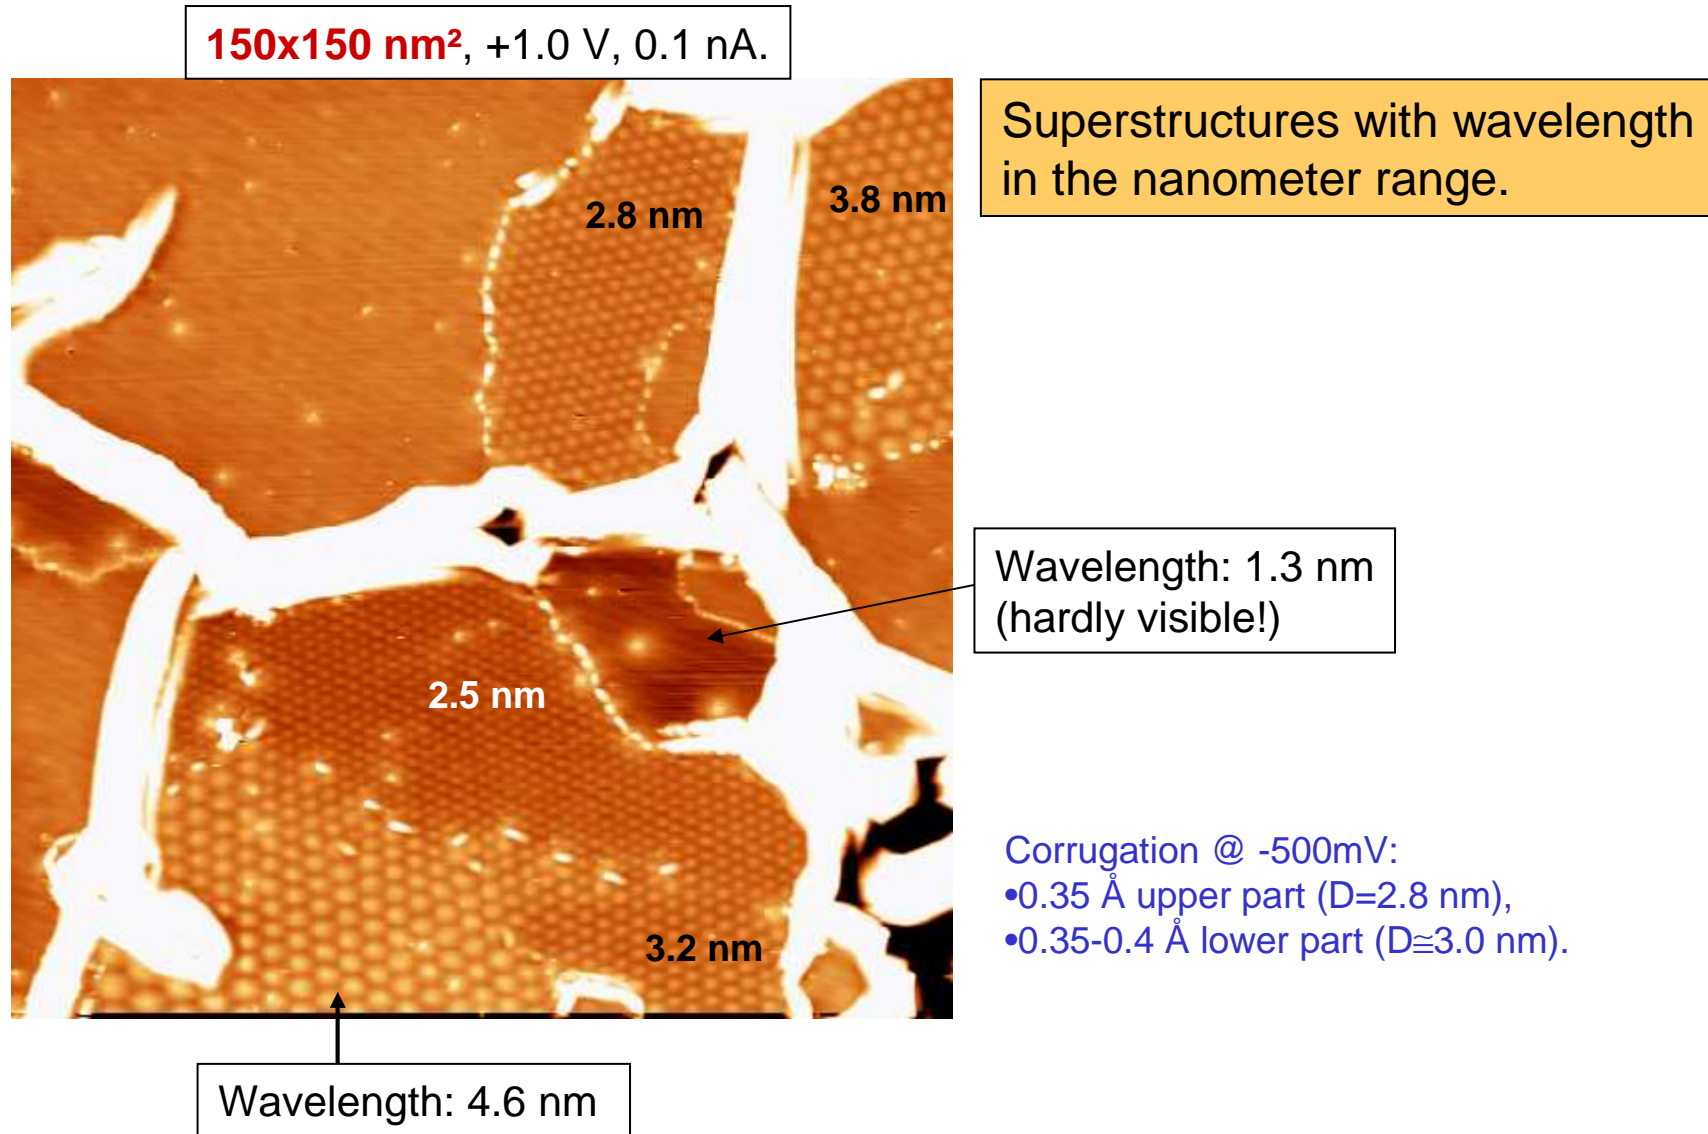 150x150 nm², +1.0 V, 0.1 nA.
Superstructures with wavelength
in the nanometer range.
2.8 nm
3.8 nm
Wavelength: 1.3 nm
(hardly visible!)
2.5 nm
Corrugation @ -500mV:
•0.35 Å upper part (D=2.8 nm),
•0.35-0.4 Å lower part (D≅3.0 nm).
3.2 nm
Wavelength: 4.6 nm